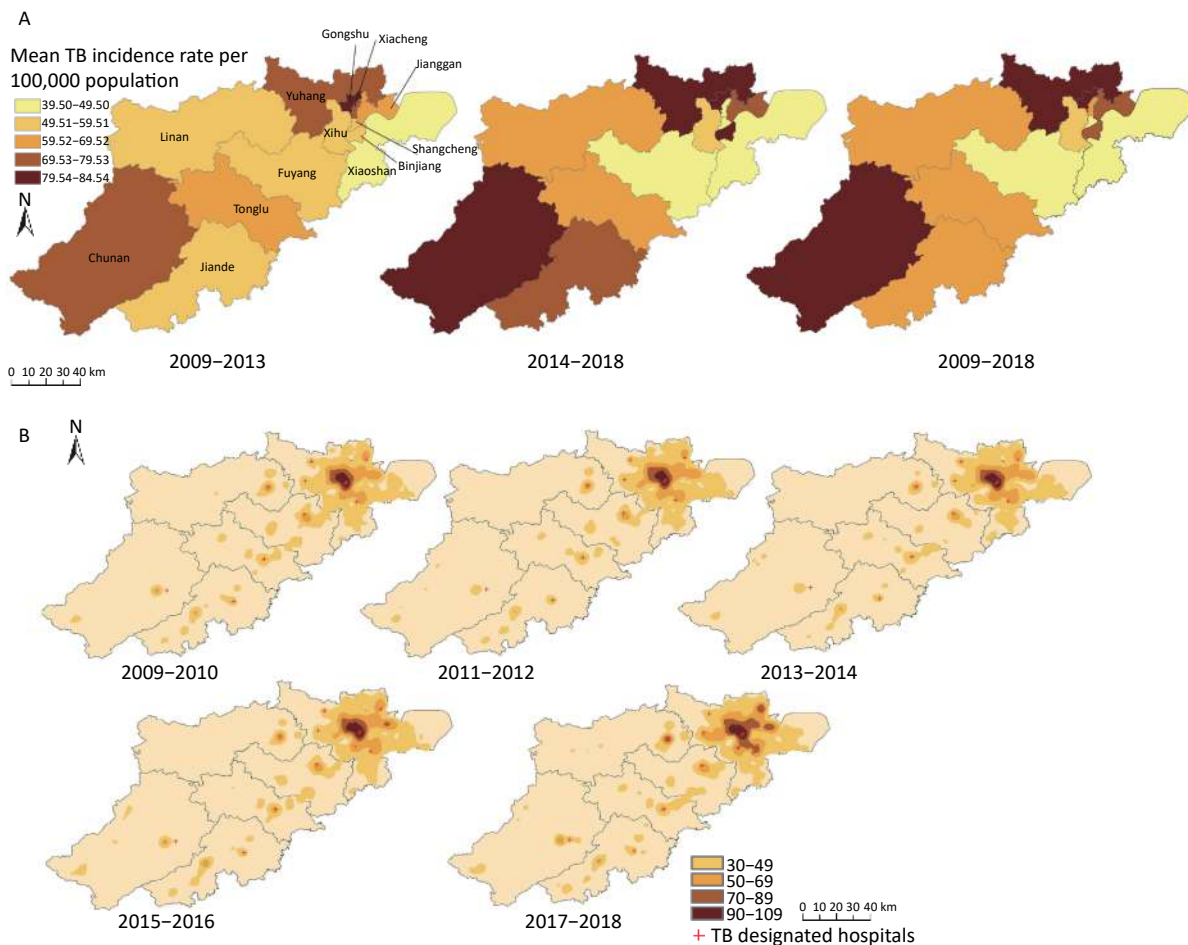 A
Mean TB incidence rate per
100,000 population
39.50−49.50
49.51−59.51
59.52−69.52
69.53−79.53
79.54−84.54
N
Gongshu
Xiacheng
Jianggan
Yuhang
Linan
Xihu
Shangcheng
Binjiang
Fuyang
Xiaoshan
Tonglu
Chunan
Jiande
0 10 20 30 40 km
2009−2013
2014−2018
2009−2018
B
N
2009−2010
2011−2012
2013−2014
2015−2016
2017−2018
30−49
50−69
70−89
90−109
+ TB designated hospitals
0 10 20 30 40 km